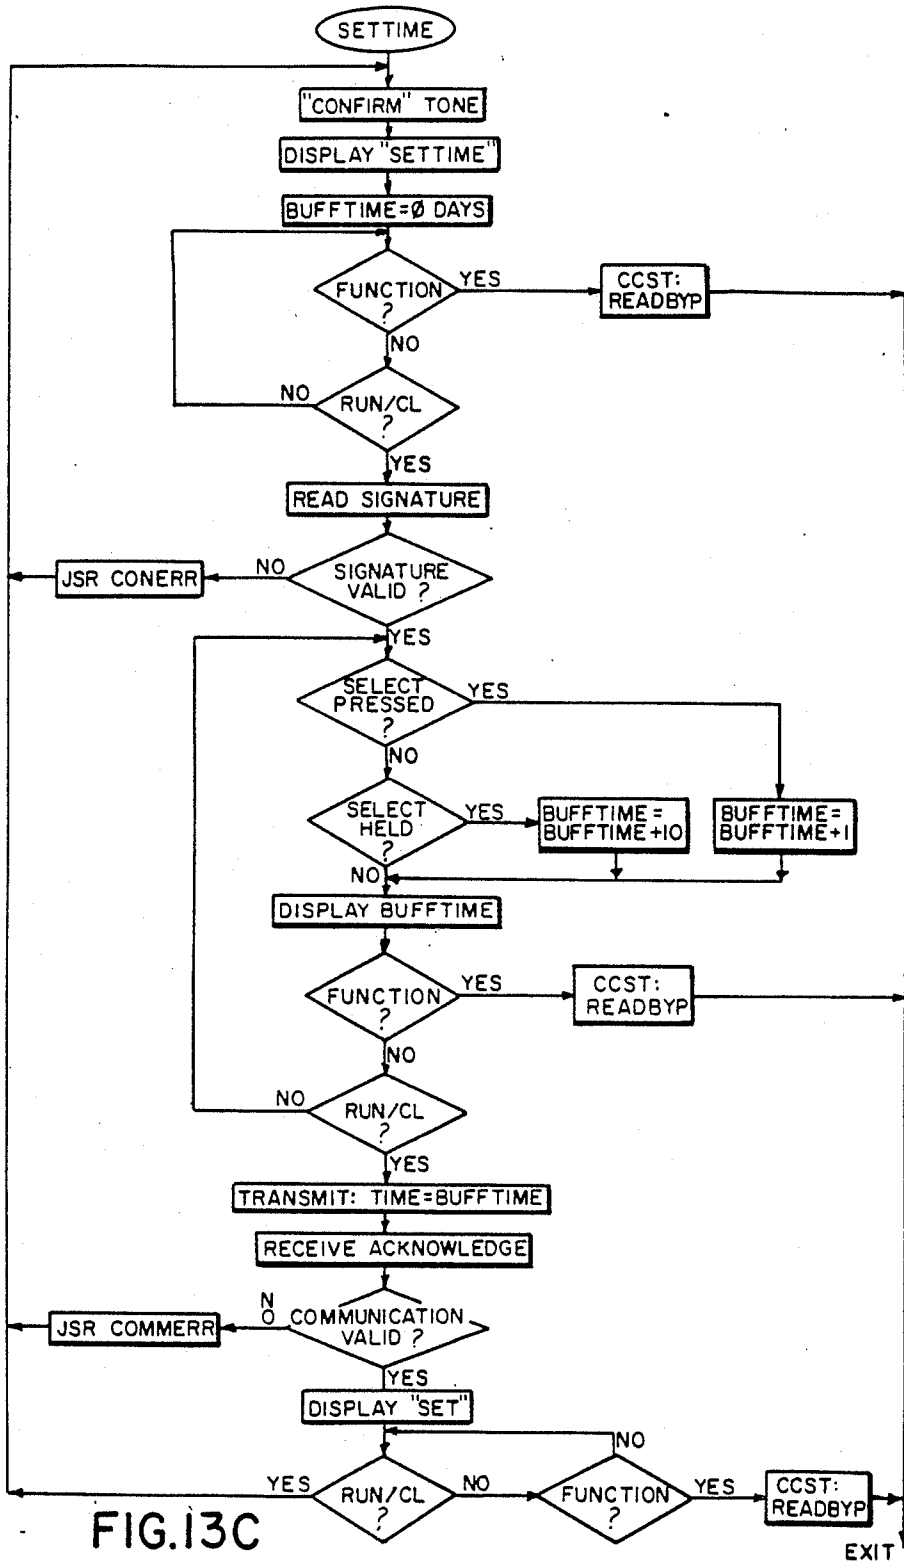 SETTIME
"CONFIRM" TONE
DISPLAY "SETTIME"
BUFFTIME=Ø DAYS
FUNCTION
?
YES
CCST:
READBYP
NO
RUN/CL
?
NO
YES
READ SIGNATURE
SIGNATURE
VALID ?
NO
JSR CONERR
YES
SELECT
PRESSED
?
YES
NO
SELECT
HELD
?
YES
BUFFTIME=
BUFFTIME+10
BUFFTIME=
BUFFTIME+1
NO
DISPLAY BUFFTIME
FUNCTION
?
YES
CCST:
READBYP
NO
RUN/CL
?
NO
YES
TRANSMIT: TIME=BUFFTIME
RECEIVE ACKNOWLEDGE
COMMUNICATION
VALID ?
NO
JSR COMMERR
YES
DISPLAY "SET"
NO
YES
RUN/CL
?
NO
FUNCTION
?
YES
CCST:
READBYP
FIG.13C
EXIT